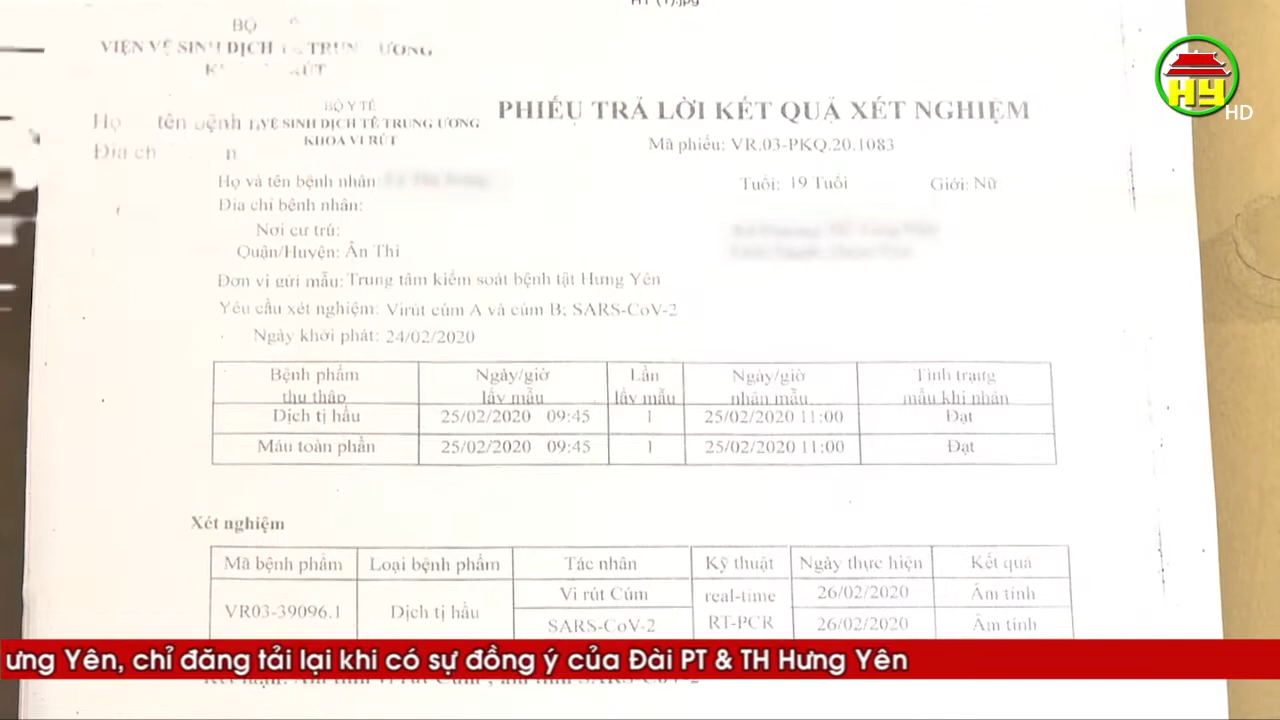 HY (1).jpg
BỘ
VIỆN VỆ SINH DỊCH TRUNG ƯƠNG
HY HD
BỘ Y TẾ
VỆ SINH DỊCH TỄ TRUNG ƯƠNG
KHOA VI RÚT
Họ tên bệnh
Địa ch
PHIẾU TRẢ LỜI KẾT QUẢ XÉT NGHIỆM
Mã phiếu: VR.03-PKQ.20.1083
Họ và tên bệnh nhân
Tuổi: 19 Tuổi Giới: Nữ
Địa chỉ bệnh nhân:
Nơi cư trú:
Quận/Huyện: Ân Thi
Đơn vị gửi mẫu: Trung tâm kiểm soát bệnh tật Hưng Yên
Yêu cầu xét nghiệm: Virút cúm A và cúm B; SARS-CoV-2
Ngày khởi phát: 24/02/2020
Bệnh phẩm thu thập Ngày/giờ lấy mẫu Lần lấy mẫu Ngày/giờ nhận mẫu Tình trạng mẫu khi nhận
Dịch tị hầu 25/02/2020 09:45 1 25/02/2020 11:00 Đạt
Máu toàn phần 25/02/2020 09:45 1 25/02/2020 11:00 Đạt
Xét nghiệm
Mã bệnh phẩm Loại bệnh phẩm Tác nhân Kỹ thuật Ngày thực hiện Kết quả
VR03-39096.1 Dịch tị hầu Vi rút Cúm real-time RT-PCR 26/02/2020 Âm tính
SARS-CoV-2 26/02/2020 Âm tính
ưng Yên, chỉ đăng tải lại khi có sự đồng ý của Đài PT & TH Hưng Yên